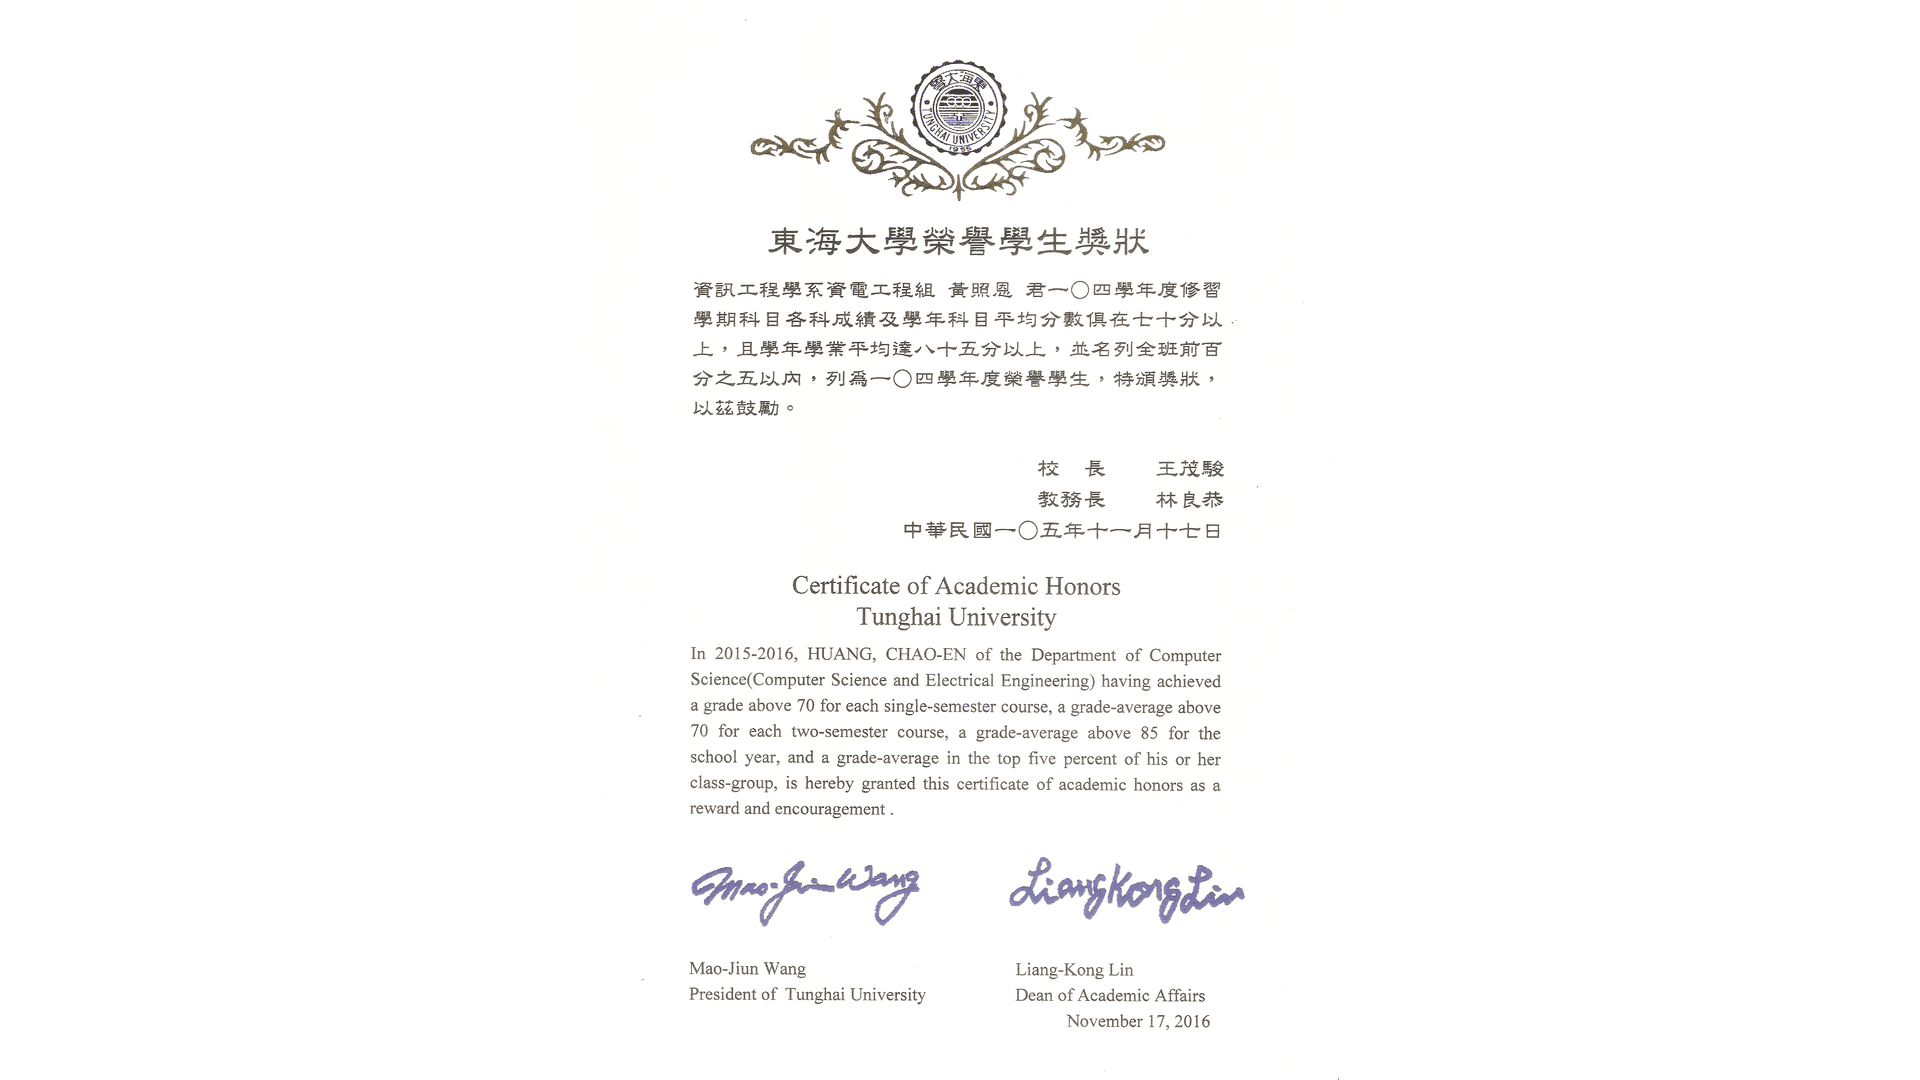 東海大學
TUNGHAI UNIVERSITY
1955
東海大學榮譽學生獎狀
資訊工程學系資電工程組 黃照恩 君一〇四學年度修習
學期科目各科成績及學年科目平均分數俱在七十分以
上，且學年學業平均達八十五分以上，並名列全班前百
分之五以內，列為一〇四學年度榮譽學生，特頒獎狀，
以茲鼓勵。
校 長 王茂駿
教務長 林良恭
中華民國一〇五年十一月十七日
Certificate of Academic Honors
Tunghai University
In 2015-2016, HUANG, CHAO-EN of the Department of Computer
Science(Computer Science and Electrical Engineering) having achieved
a grade above 70 for each single-semester course, a grade-average above
70 for each two-semester course, a grade-average above 85 for the
school year, and a grade-average in the top five percent of his or her
class-group, is hereby granted this certificate of academic honors as a
reward and encouragement .
Mao-Jiun Wang
Liang Kong Lin
Mao-Jiun Wang
President of Tunghai University
Liang-Kong Lin
Dean of Academic Affairs
November 17, 2016